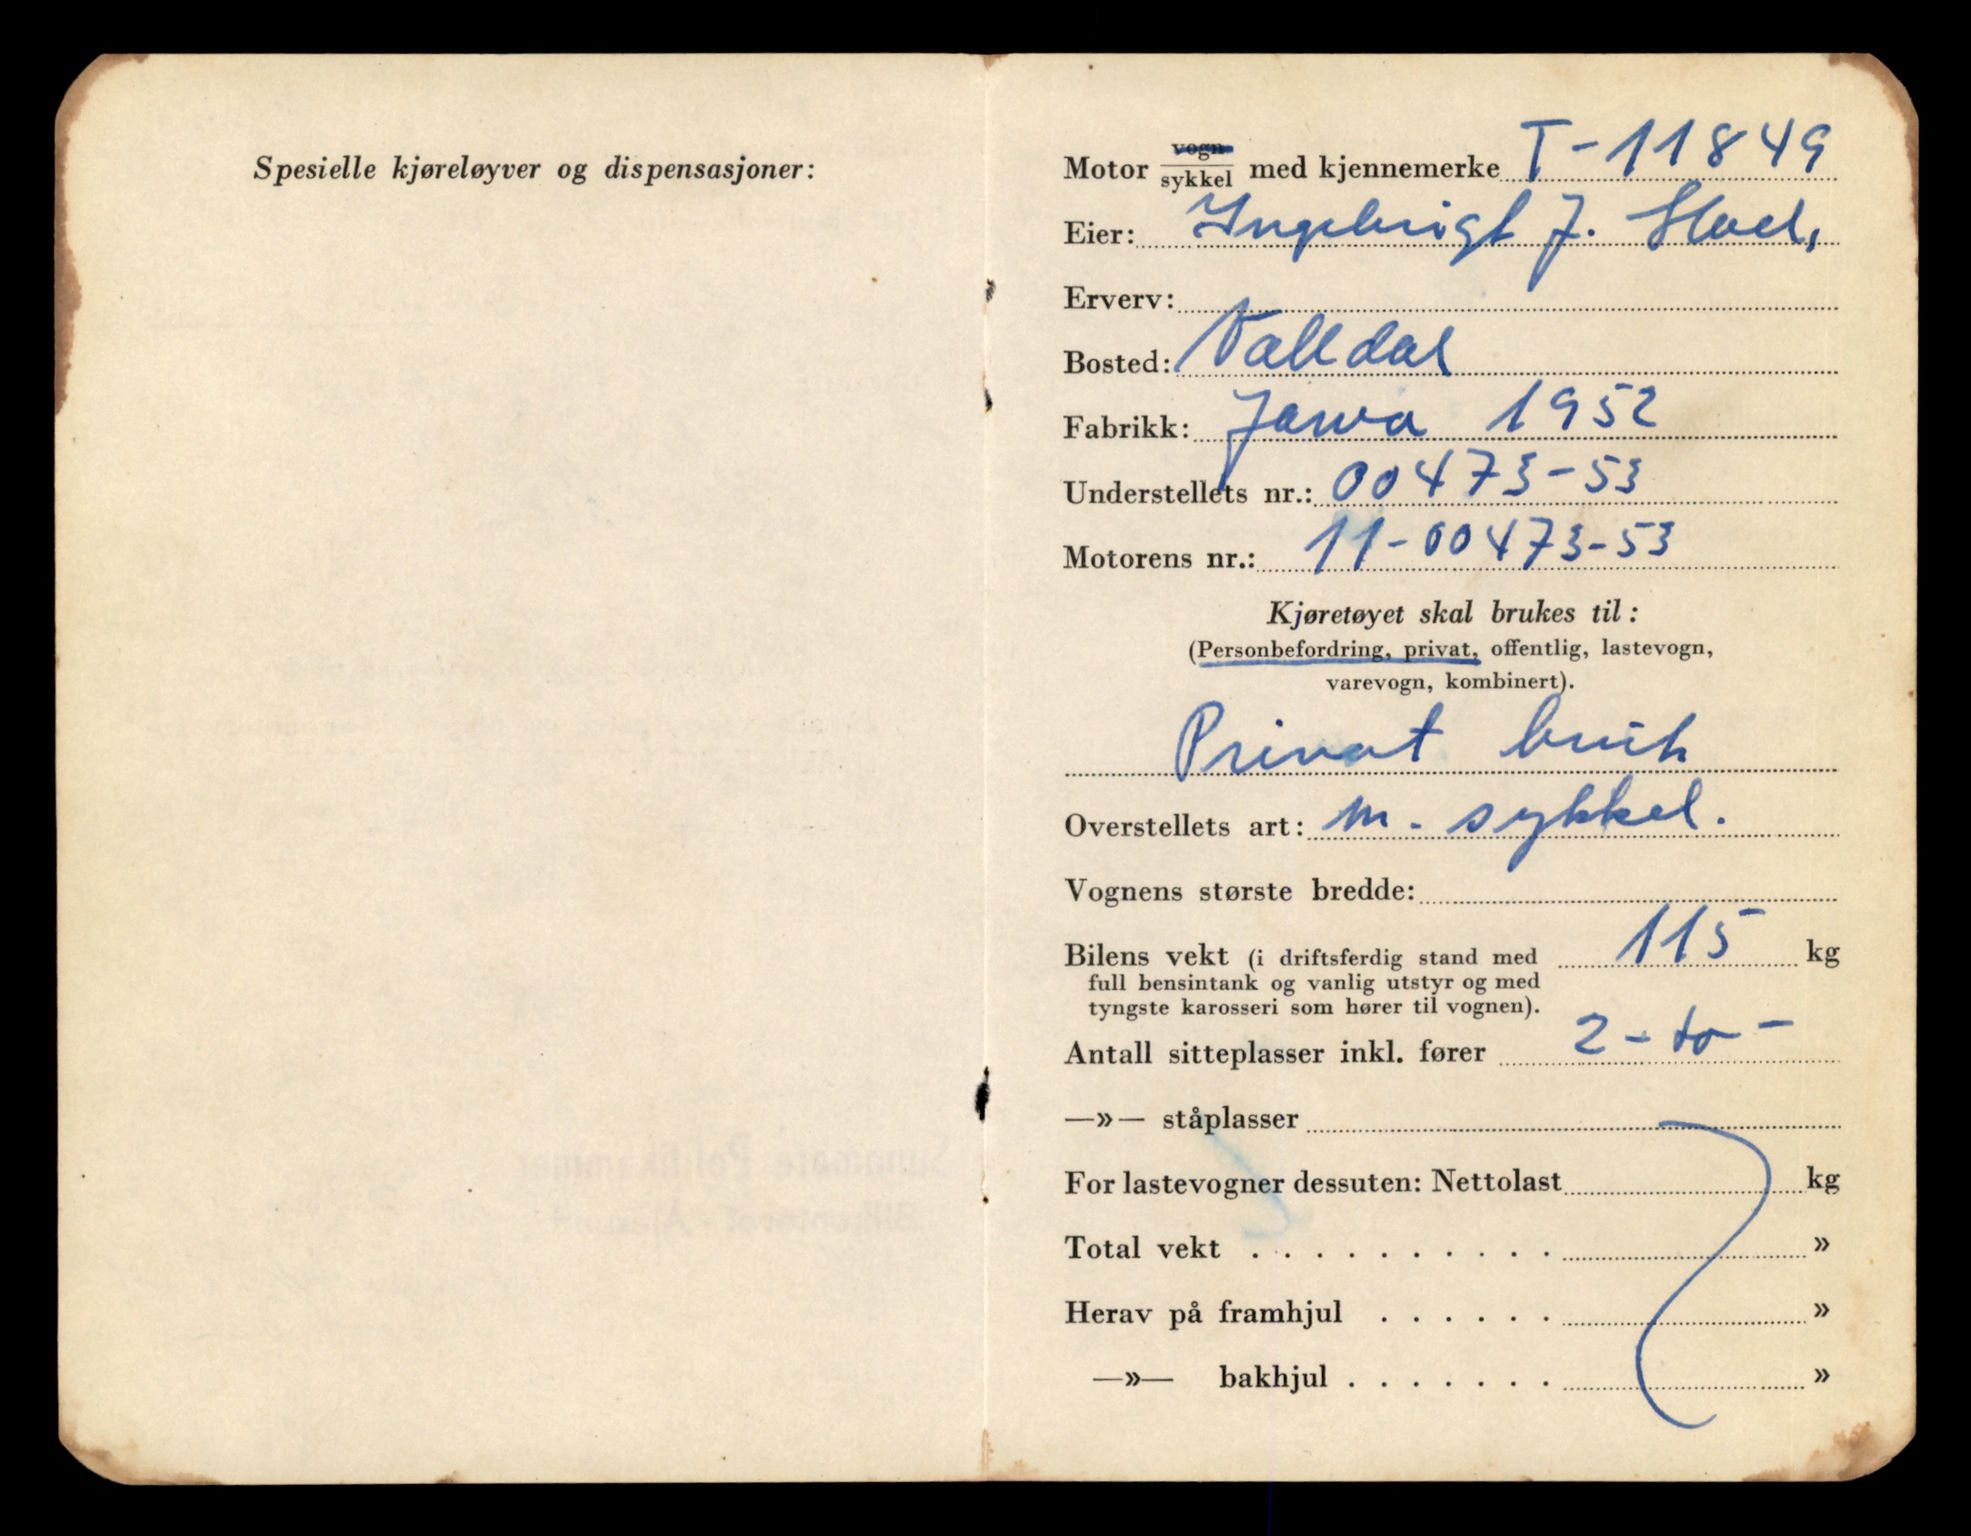 Spesielle kjøreløyver og dispensasjoner:
Motor vogn sykkel med kjennemerke T-11849
Eier: Ingebrigt J.
Erverv:
Bosted: Valldal
Fabrikk: Jawa 1952
Understellets nr.: 00473-53
Motorens nr.: 11-00473-53
Kjøretøyet skal brukes til:
(Personbefordring, privat, offentlig, lastevogn,
varevogn, kombinert).
Privat bruk
Overstellets art: m. sykkel.
Vognens største bredde:
Bilens vekt (i driftsferdig stand med 115 kg
full bensintank og vanlig utstyr og med
tyngste karosseri som hører til vognen).
Antall sitteplasser inkl. fører 2 - to -
—»— ståplasser
For lastevogner dessuten: Nettolast kg
Total vekt . . . . . . . . . . »
Herav på framhjul . . . . . . »
—»— bakhjul . . . . . . . »